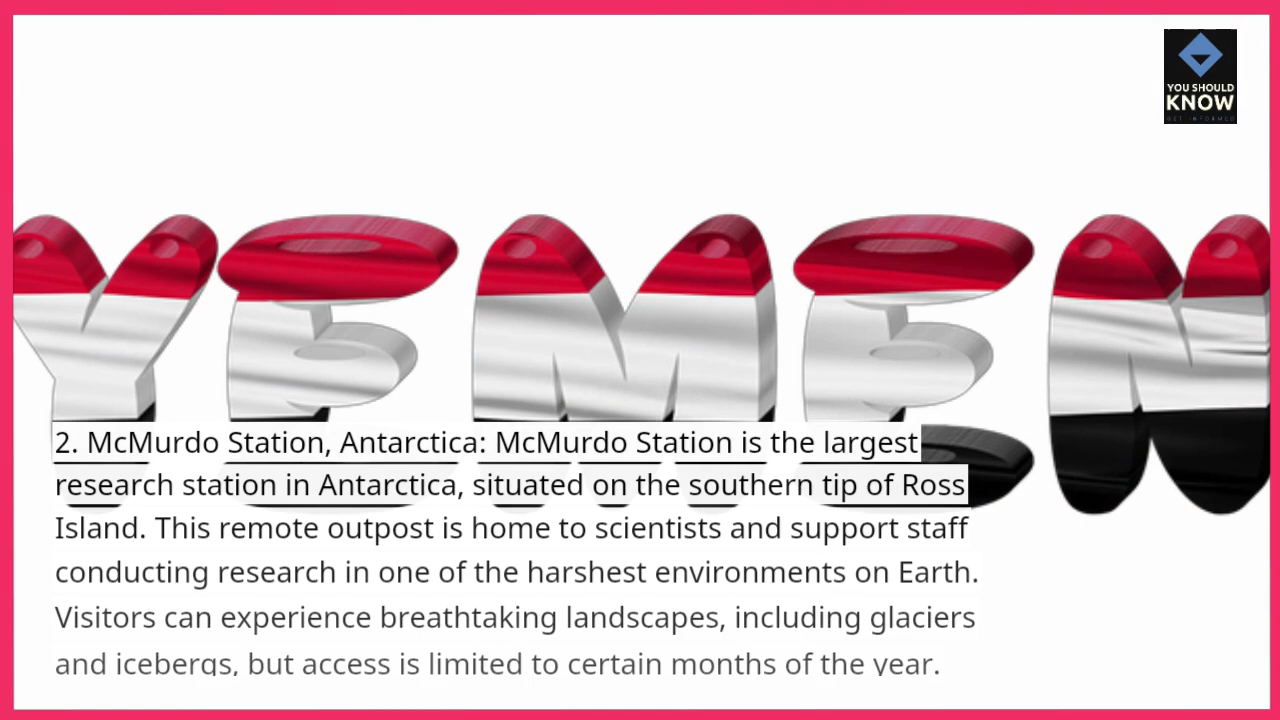 YOU SHOULD
KNOW
GET INFORMED
YEMEN
2. McMurdo Station, Antarctica: McMurdo Station is the largest
research station in Antarctica, situated on the southern tip of Ross
Island. This remote outpost is home to scientists and support staff
conducting research in one of the harshest environments on Earth.
Visitors can experience breathtaking landscapes, including glaciers
and icebergs, but access is limited to certain months of the year.